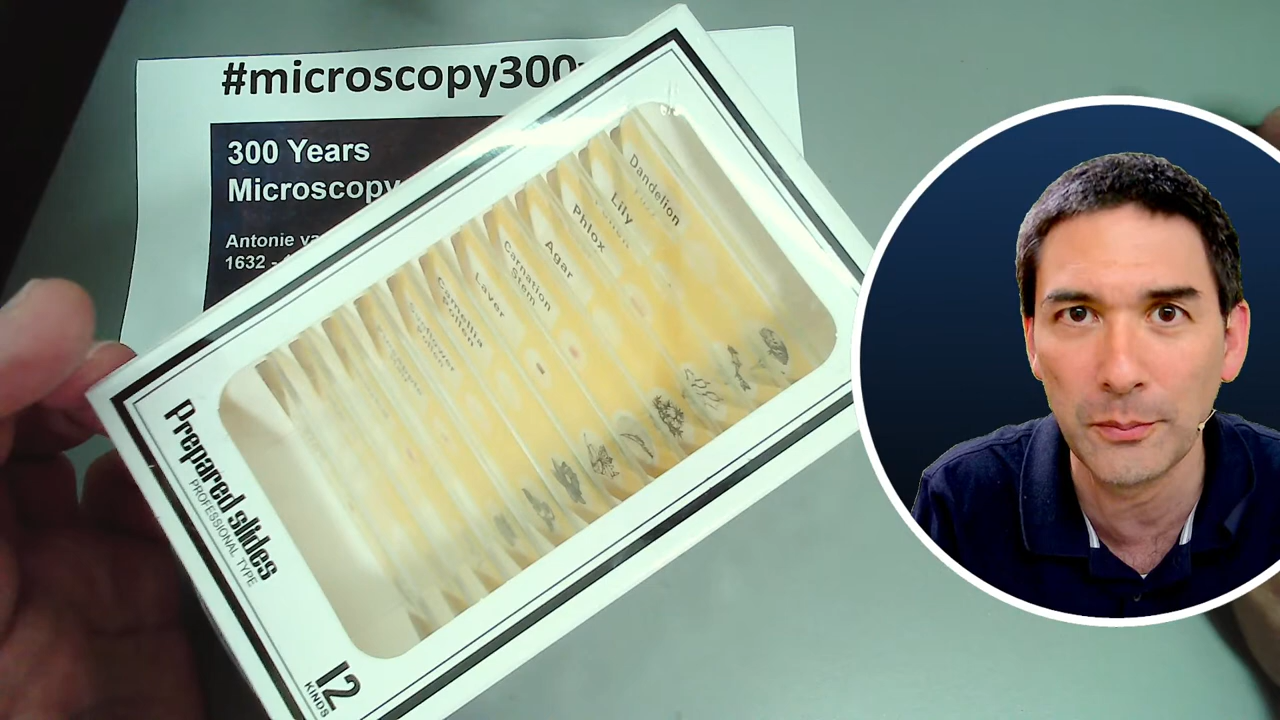 #microscopy300
300 Years
Microscopy
Antonie va
1632 -
Dandelion
Lily
Phlox
Agar
Carnation
Stem
Laver
Camellia
Pollen
Prepared slides
PROFESSIONAL TYPE
12
KINDS